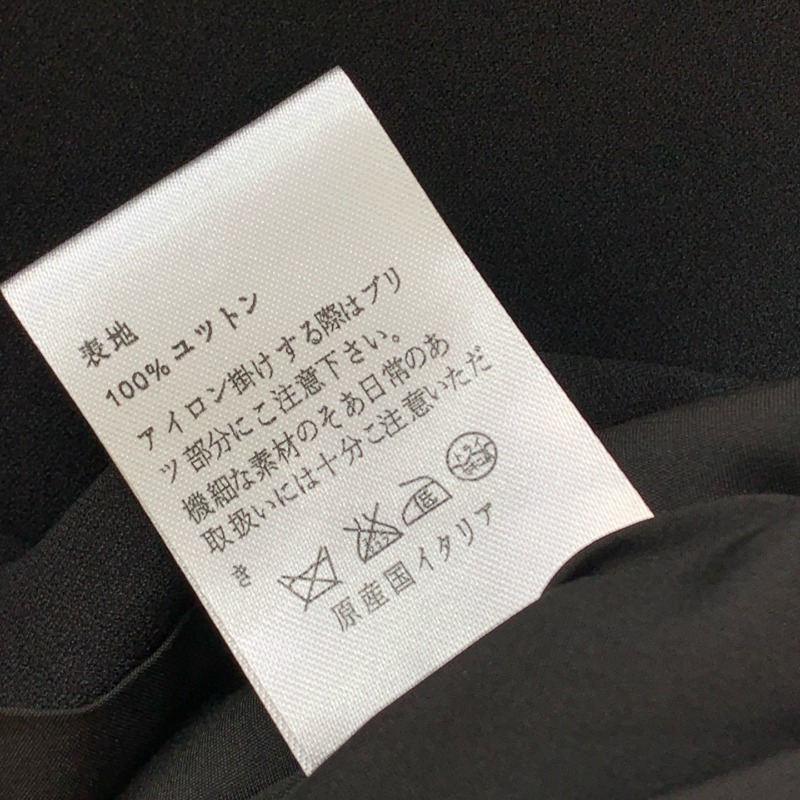 表地
100%ユットン
アイロン掛けする際はブリ
ツ部分にこ注意下さい。
機細な素材のそあ日常のあ
取扱いには十分こ注意いただ
き
原産国イタリア